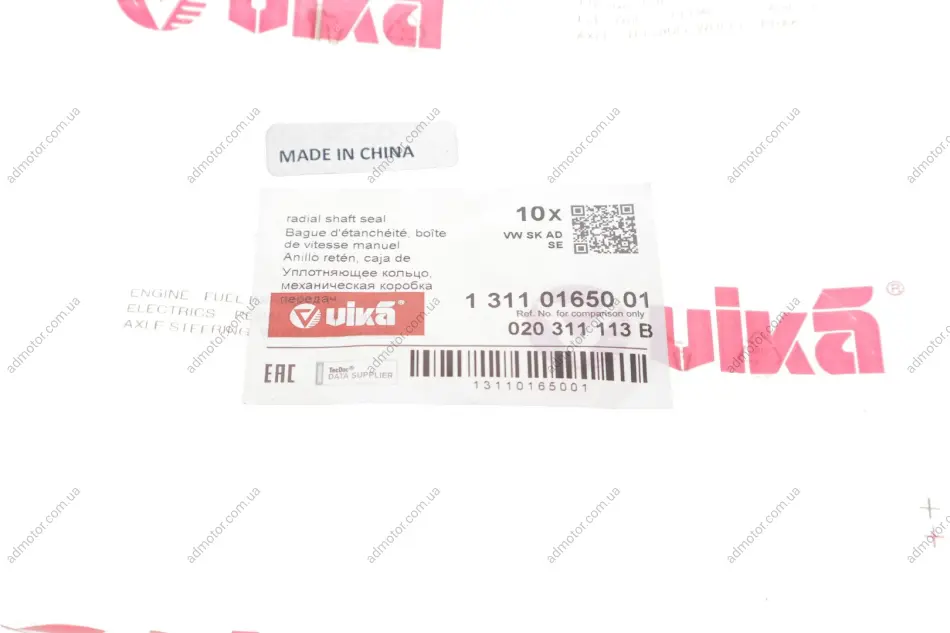 vika
MADE IN CHINA
radial shaft seal
Bague d'étanchéité, boîte
de vitesse manuel
Anillo retén, caja de
Уплотняющее кольцо,
механическая коробка
передач
10x
VW SK AD
SE
vika®
1 311 01650 01
Ref. No. for comparison only
020 311 113 B
EAC
TecDoc®
DATA SUPPLIER
13110165001
ENGINE FUEL
ELECTRICS
AXLE STEERING
vika®
admotor.com.ua